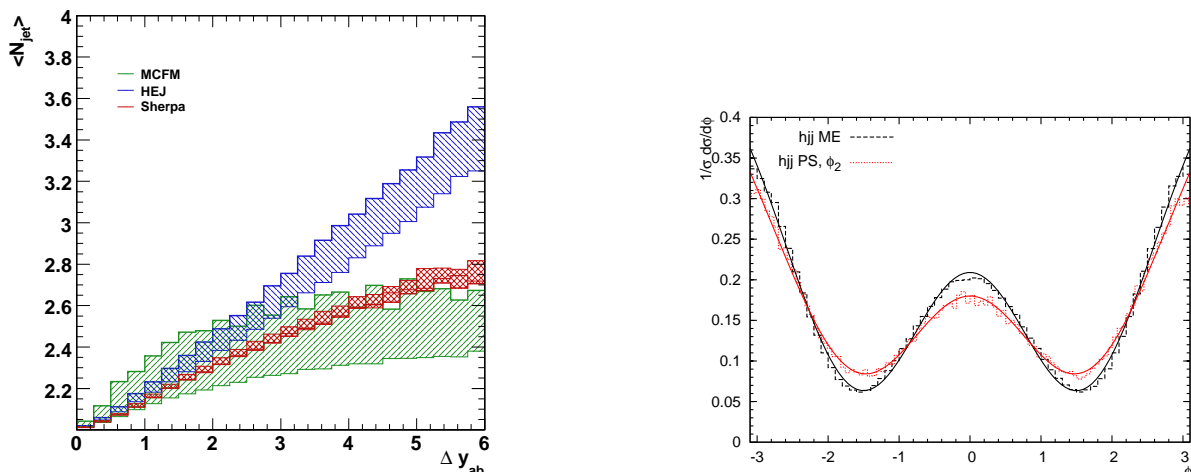 <N_jet>
4
3.8
3.6
3.4
3.2
3
2.8
2.6
2.4
2.2
MCFM
HEJ
Sherpa
0 1 2 3 4 5 6
Δ y_ab
1/σ dσ/dϕ
0.4
0.35
0.3
0.25
0.2
0.15
0.1
0.05
0
hjj ME
hjj PS, ϕ_2
-3 -2 -1 0 1 2 3